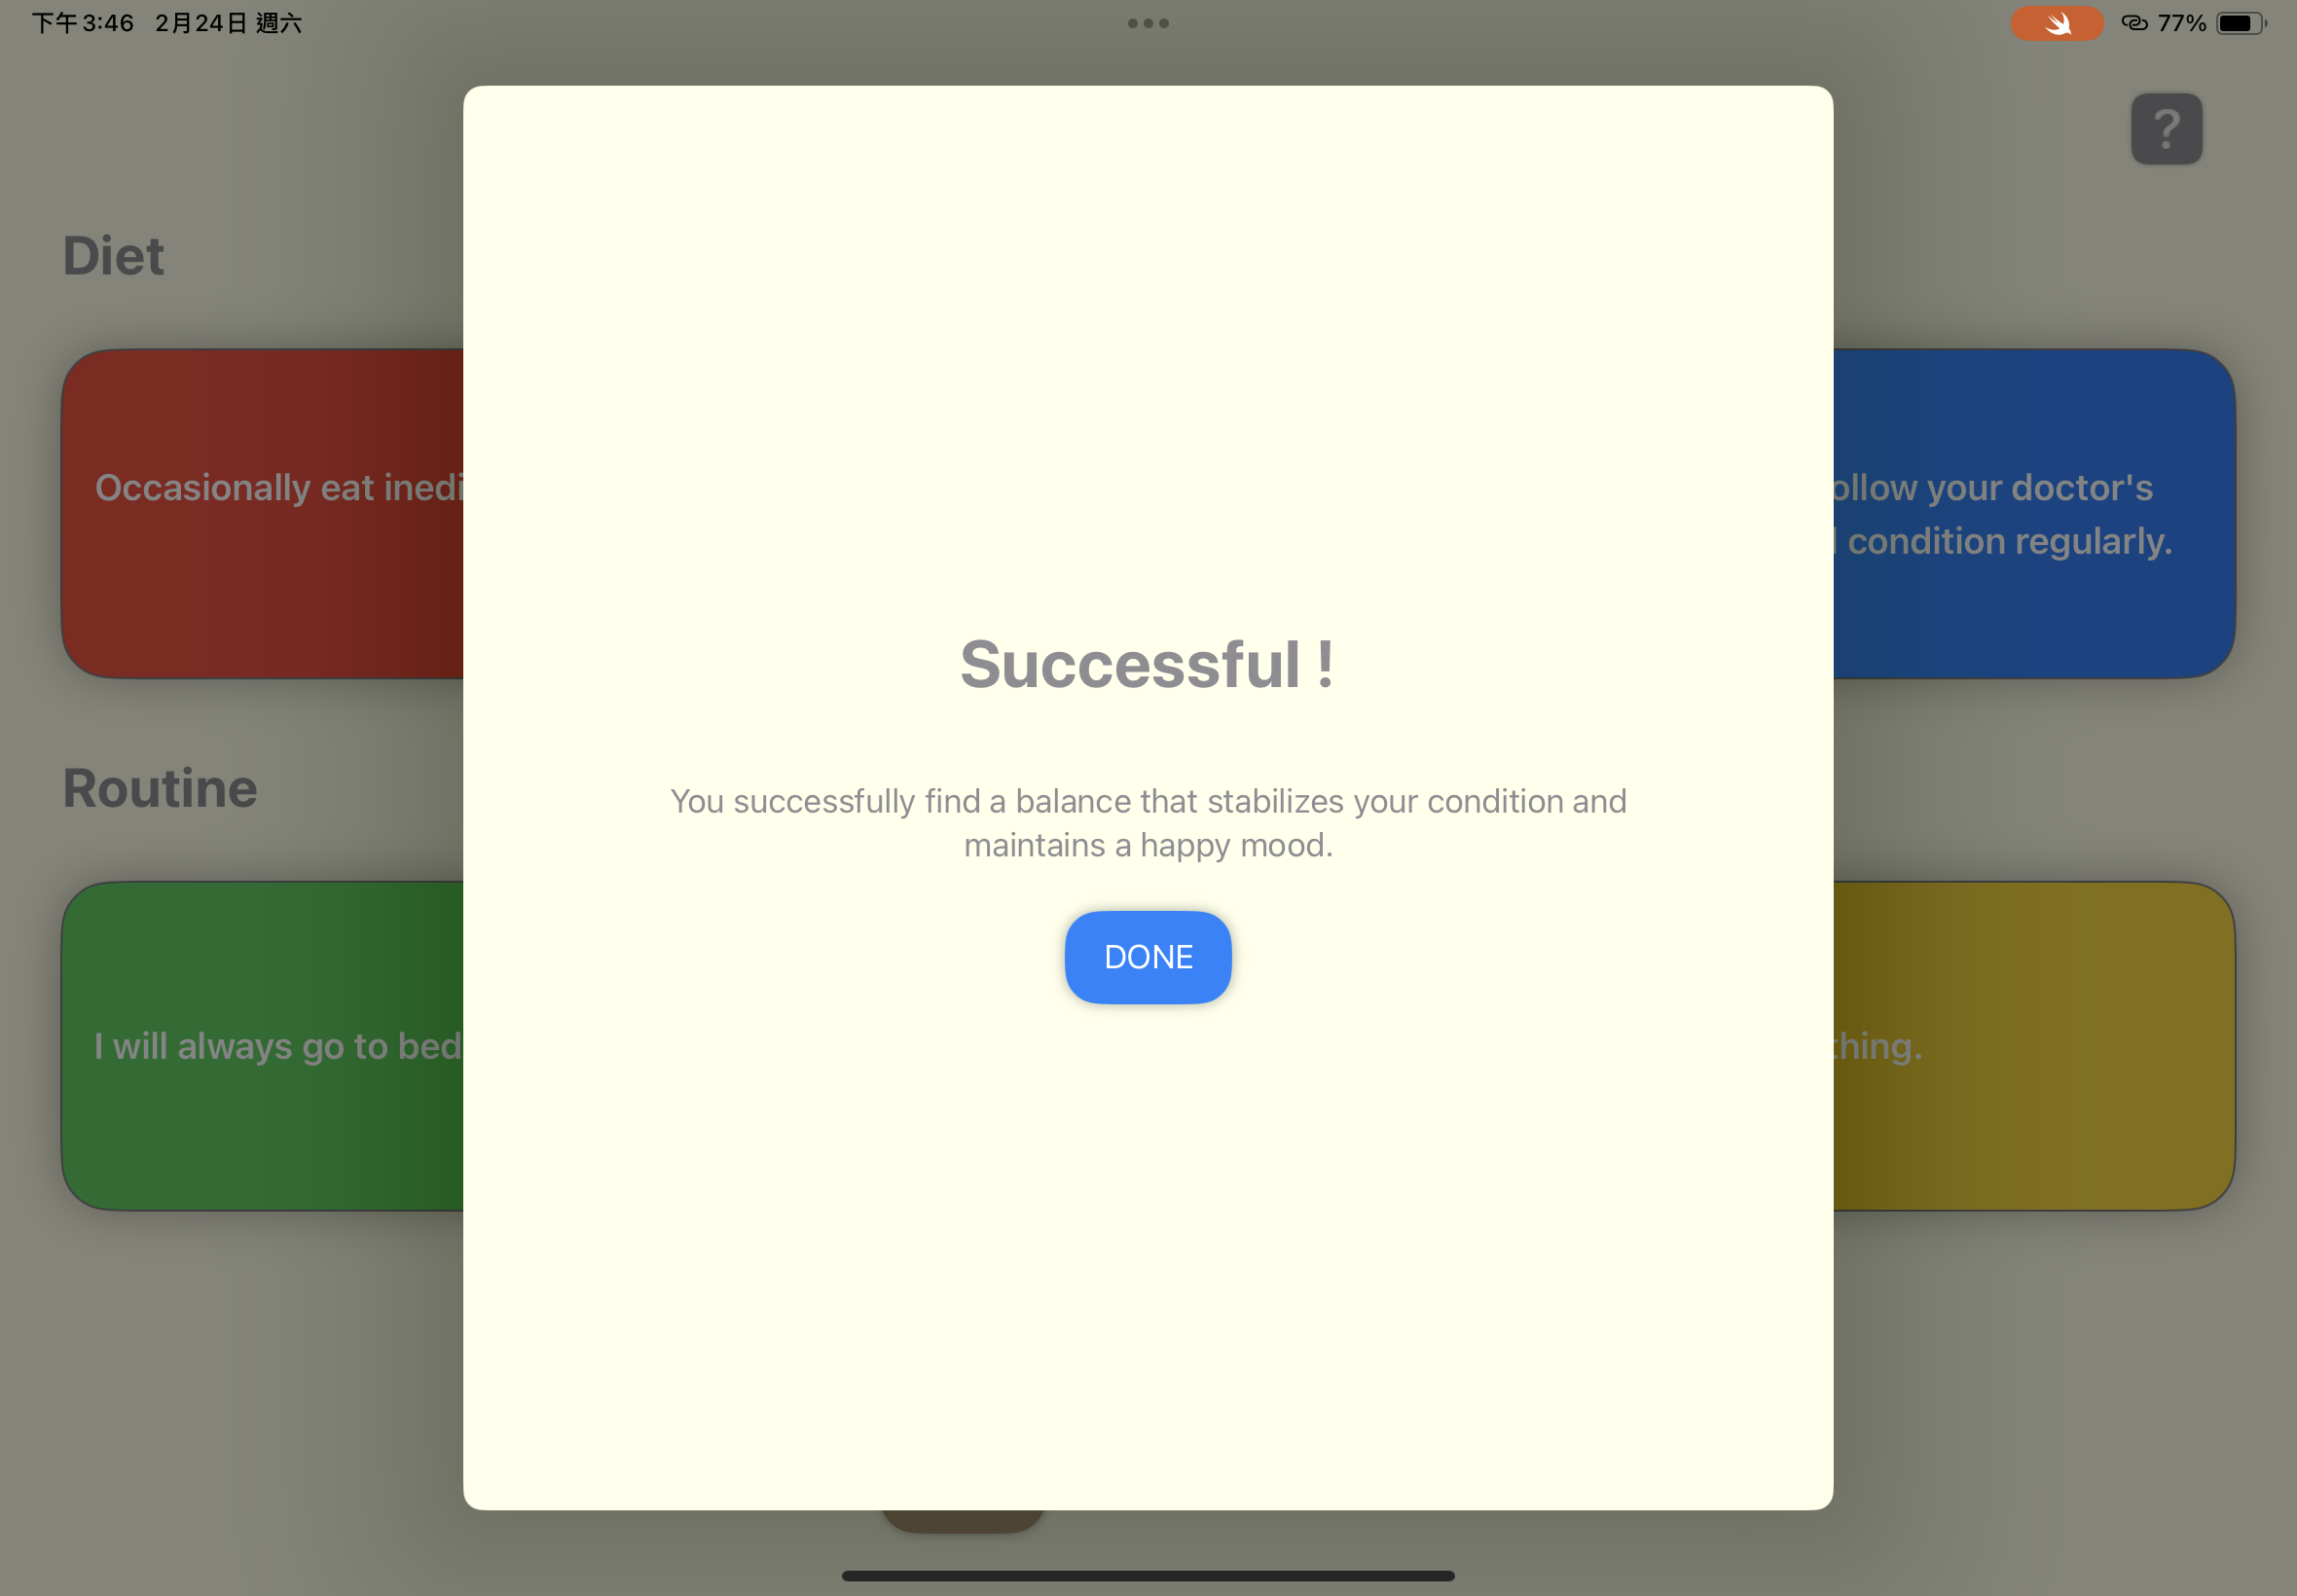 下午3:46 2月24日 週六
77%
?
Diet
Occasionally eat
ollow your doctor's
condition regularly.
Successful !
You successfully find a balance that stabilizes your condition and
maintains a happy mood.
DONE
Routine
I will always go to bed
thing.